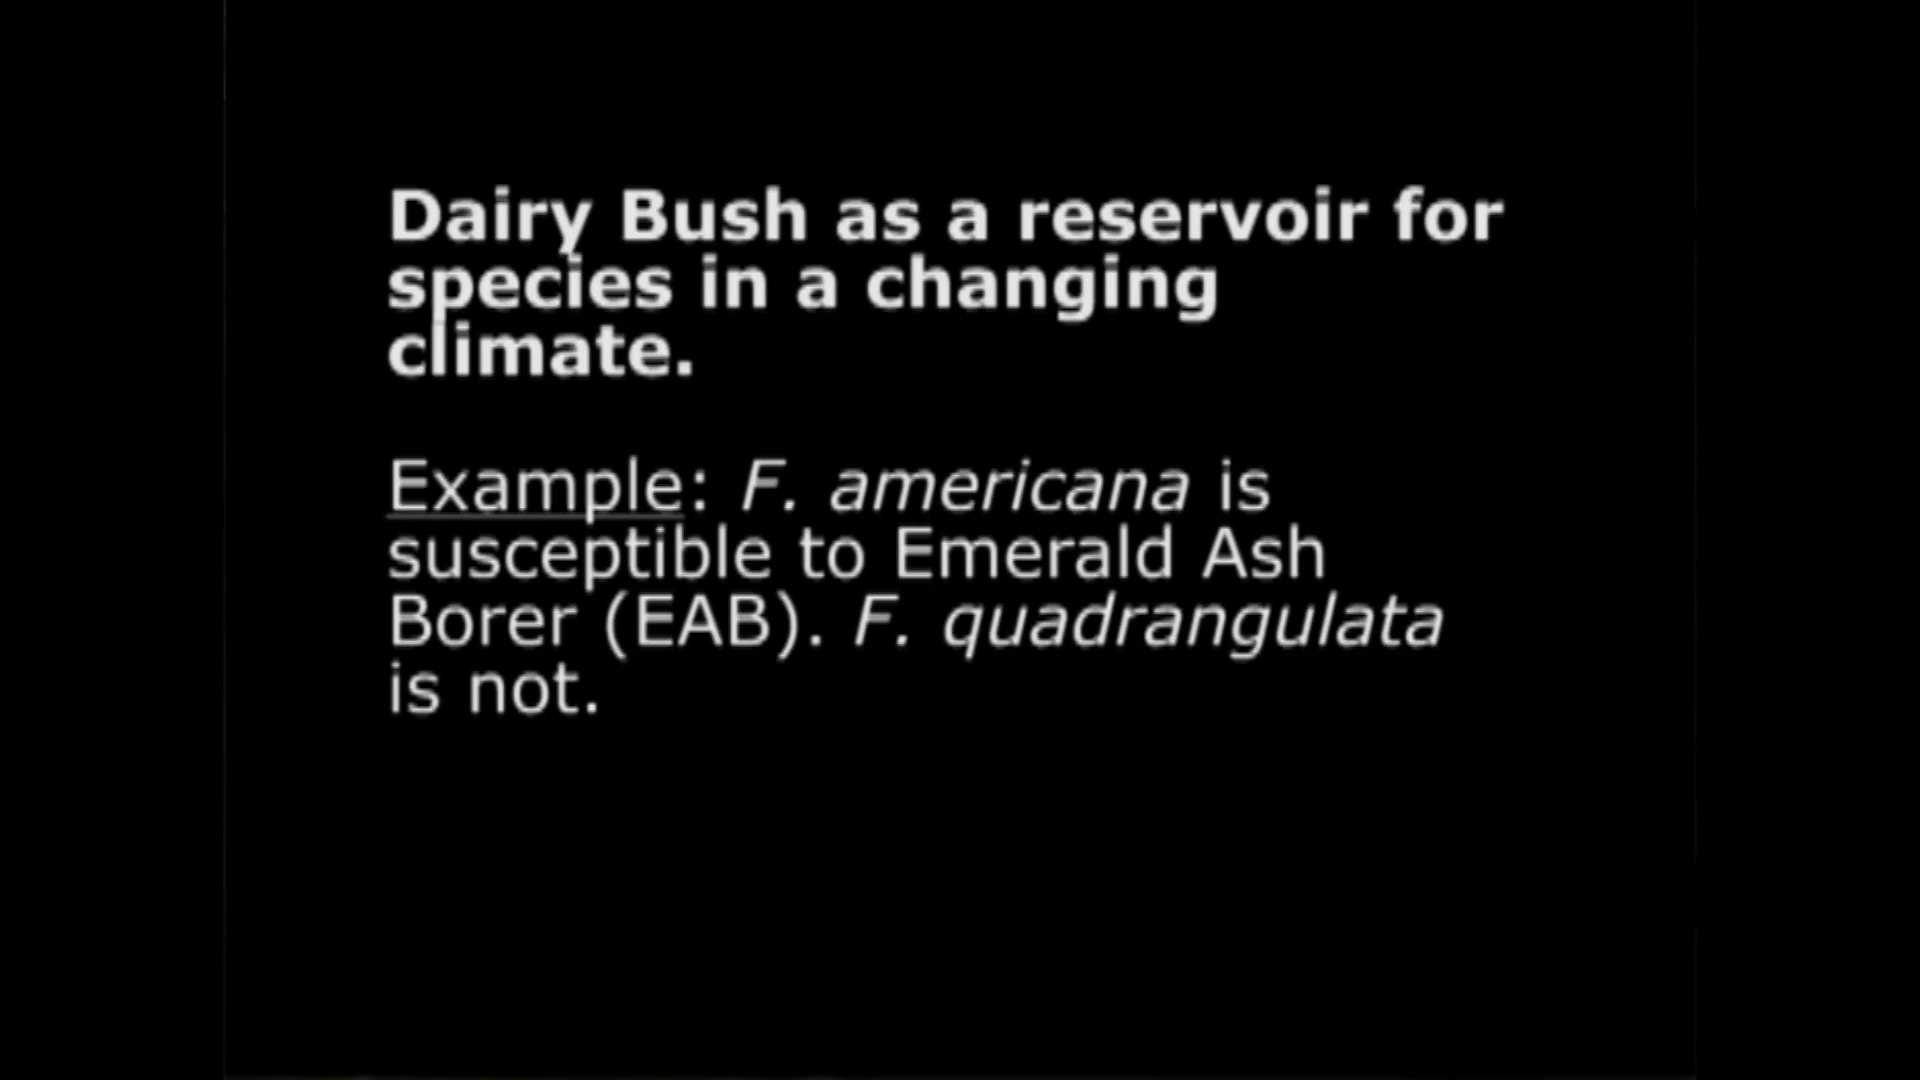 Dairy Bush as a reservoir for
species in a changing
climate.
Example: F. americana is
susceptible to Emerald Ash
Borer (EAB). F. quadrangulata
is not.